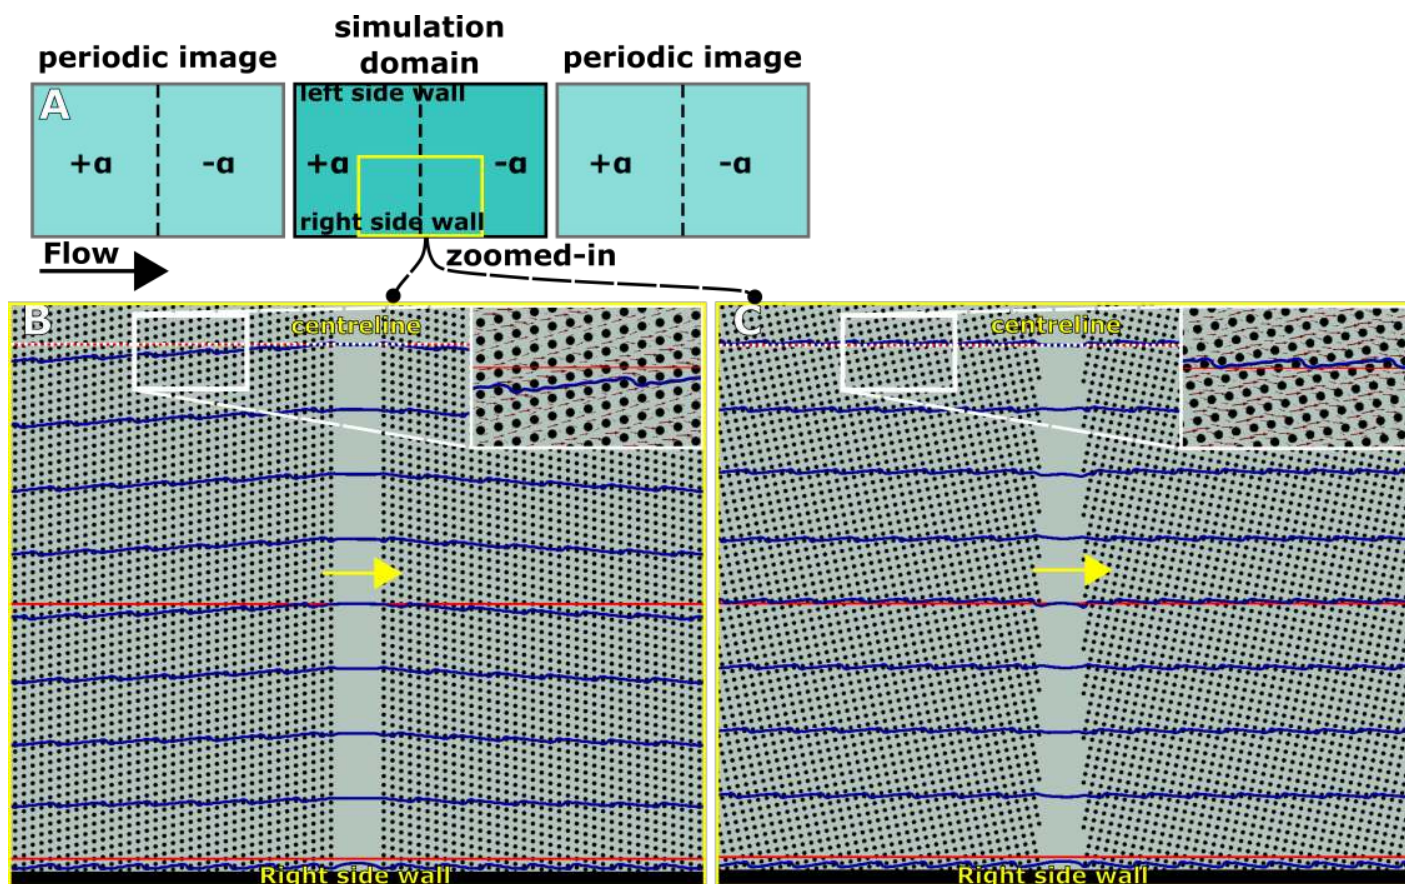 simulation
periodic image domain periodic image
A left side wall
+α -α +α -α +α -α
right side wall
Flow
zoomed-in
B centreline C centreline
Right side wall Right side wall